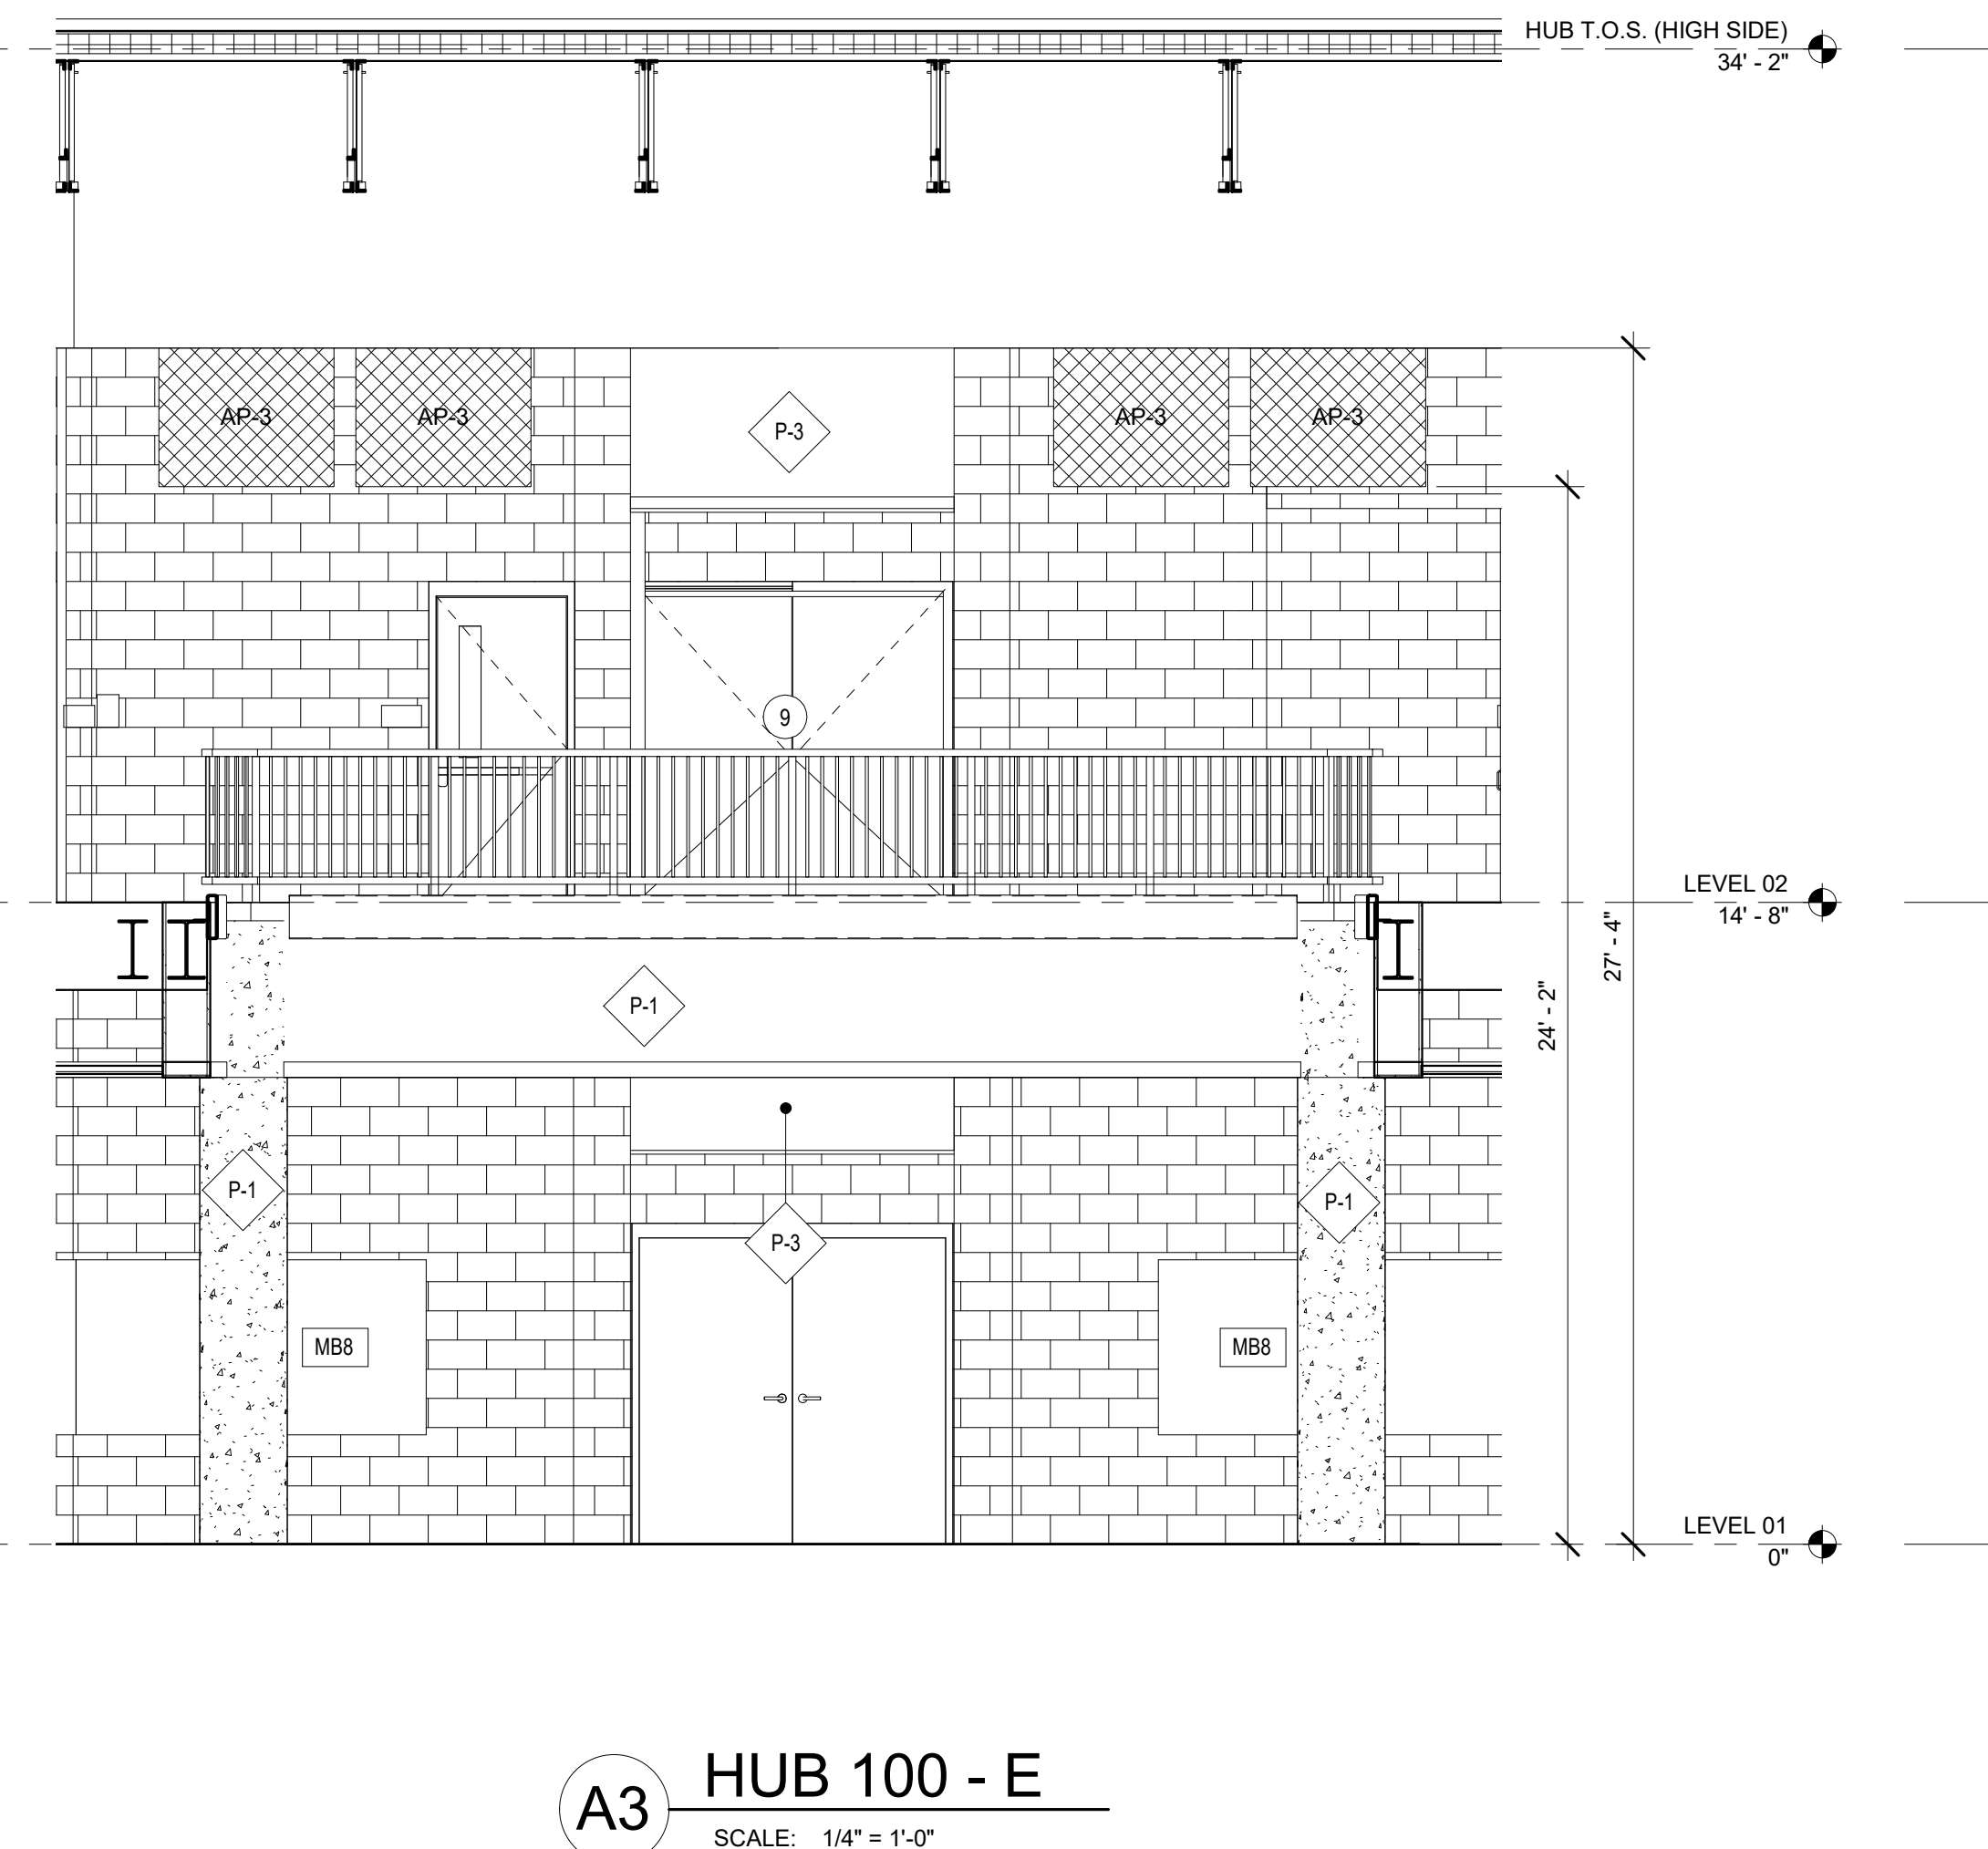 HUB T.O.S. (HIGH SIDE)
34' - 2"
AP-3
AP-3
P-3
AP-3
AP-3
9
LEVEL 02
14' - 8"
27' - 4"
24' - 2"
P-1
P-1
P-1
P-3
MB8
MB8
LEVEL 01
0"
A3
HUB 100 - E
SCALE: 1/4" = 1'-0"